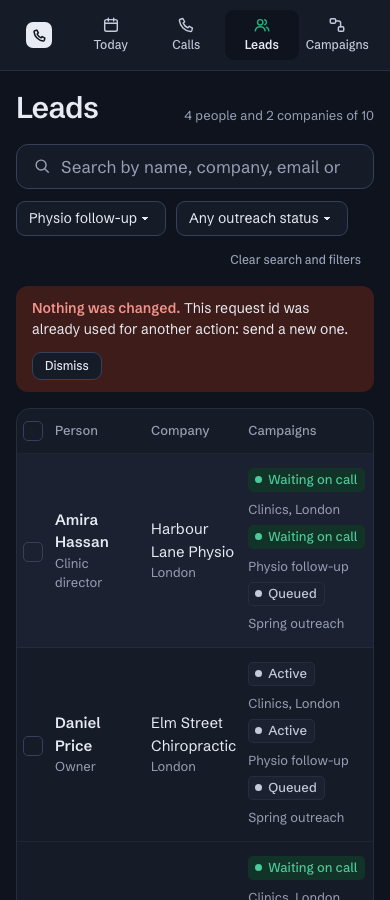 Today
Calls
Leads
Campaigns
Leads
4 people and 2 companies of 10
Search by name, company, email or
Physio follow-up
Any outreach status
Clear search and filters
Nothing was changed. This request id was
already used for another action: send a new one.
Dismiss
Person
Company
Campaigns
Amira
Hassan
Clinic
director
Harbour
Lane Physio
London
Waiting on call
Clinics, London
Waiting on call
Physio follow-up
Queued
Spring outreach
Daniel
Price
Owner
Elm Street
Chiropractic
London
Active
Clinics, London
Active
Physio follow-up
Queued
Spring outreach
Waiting on call
Clinics, London